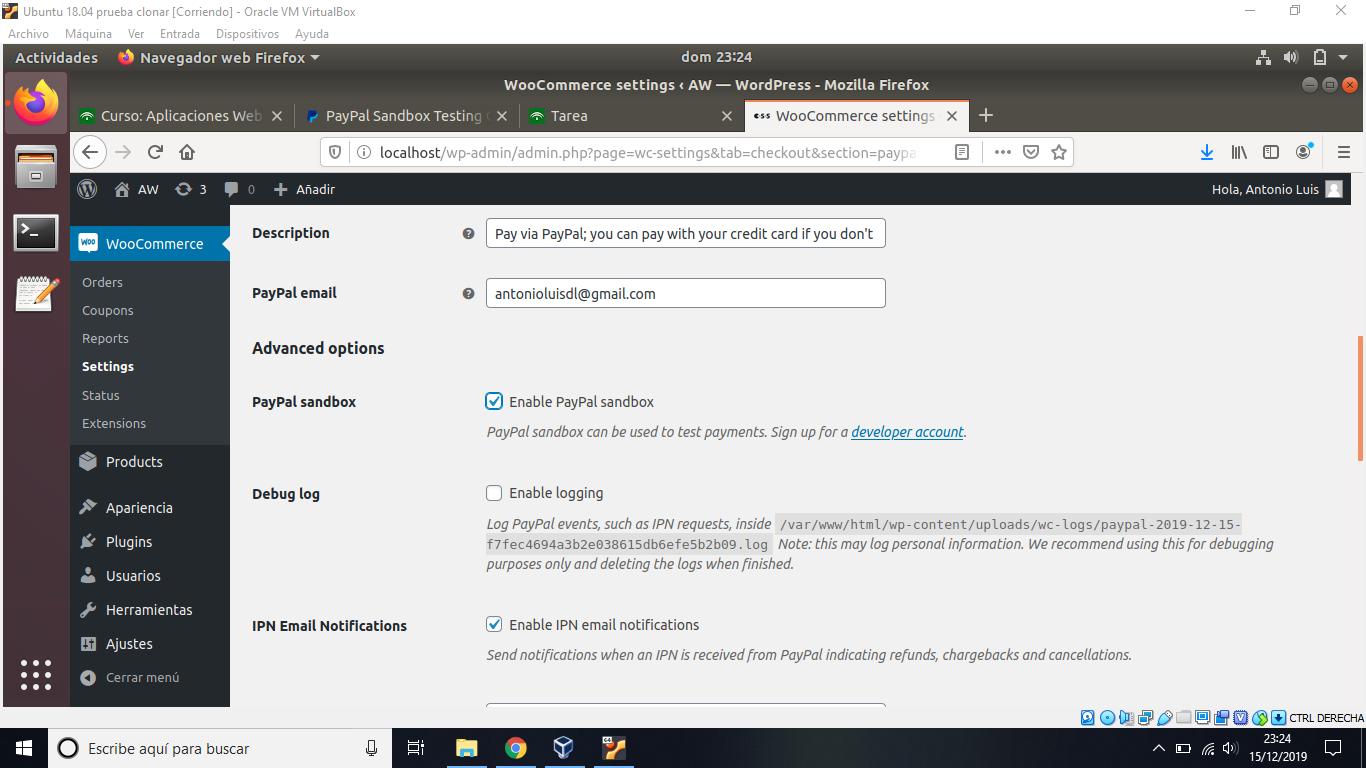 Ubuntu 18.04 prueba clonar [Corriendo] - Oracle VM VirtualBox
Archivo Máquina Ver Entrada Dispositivos Ayuda
Actividades Navegador web Firefox dom 23:24
WooCommerce settings ‹ AW — WordPress - Mozilla Firefox
Curso: Aplicaciones Web PayPal Sandbox Testing Tarea WooCommerce settings
localhost/wp-admin/admin.php?page=wc-settings&tab=checkout&section=paypa
AW 3 0 Añadir Hola, Antonio Luis
WooCommerce
Orders
Coupons
Reports
Settings
Status
Extensions
Products
Apariencia
Plugins
Usuarios
Herramientas
Ajustes
Cerrar menú
Description
Pay via PayPal; you can pay with your credit card if you don't
PayPal email
antonioluisdl@gmail.com
Advanced options
PayPal sandbox
Enable PayPal sandbox
PayPal sandbox can be used to test payments. Sign up for a developer account.
Debug log
Enable logging
Log PayPal events, such as IPN requests, inside /var/www/html/wp-content/uploads/wc-logs/paypal-2019-12-15-
f7fec4694a3b2e038615db6efe5b2b09.log Note: this may log personal information. We recommend using this for debugging
purposes only and deleting the logs when finished.
IPN Email Notifications
Enable IPN email notifications
Send notifications when an IPN is received from PayPal indicating refunds, chargebacks and cancellations.
CTRL DERECHA
Escribe aquí para buscar
23:24
15/12/2019